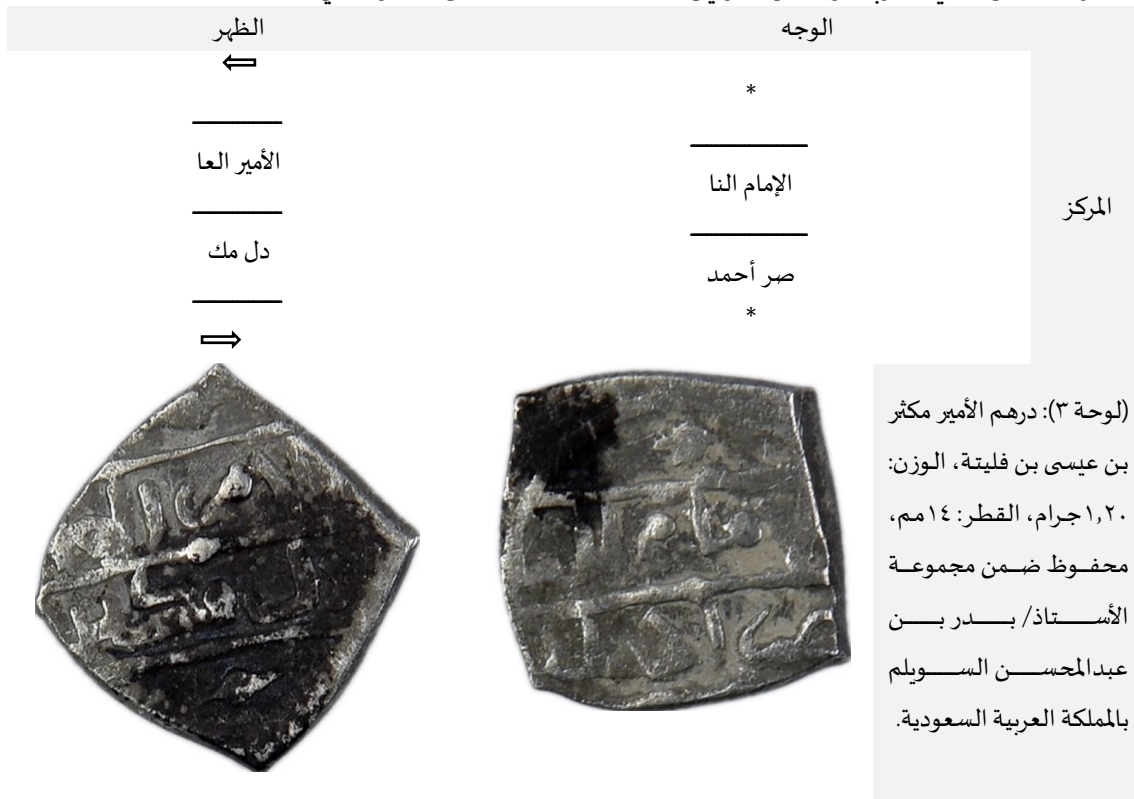 الوجه
الظهر
المركز
*
الإمام النا
صر أحمد
*
⇐
الأمير العا
دل مك
⇒
(لوحة ٣): درهم الأمير مكثر
بن عيسى بن فليتة، الوزن:
١,٢٠جرام، القطر: ١٤مم،
محفوظ ضمن مجموعة
الأستاذ/ بدر بن
عبدالمحسن السويلم
بالمملكة العربية السعودية.